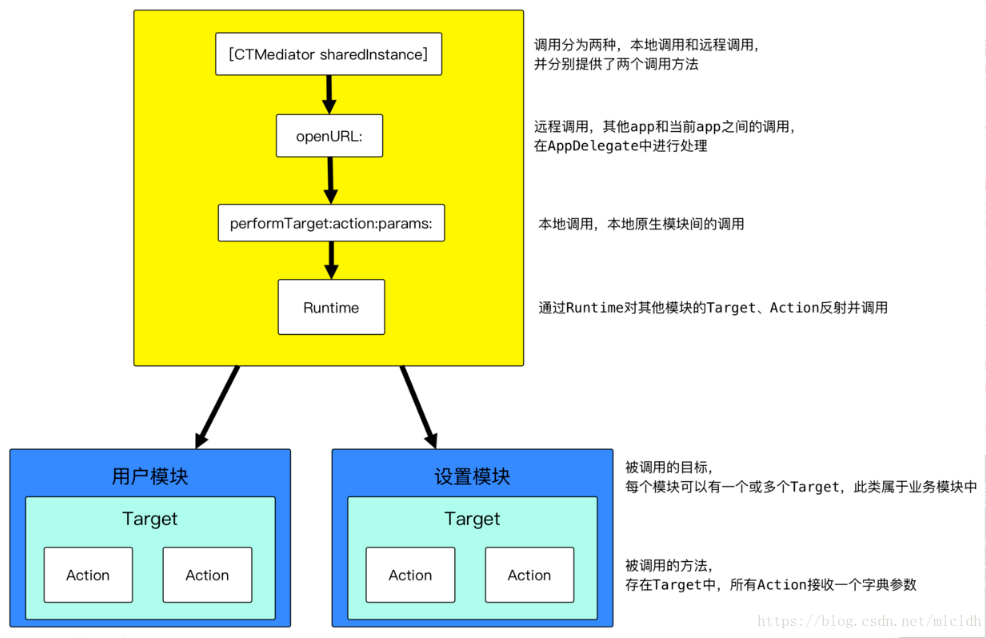 [CTMediator sharedInstance]
调用分为两种，本地调用和远程调用，
并分别提供了两个调用方法
openURL:
远程调用，其他app和当前app之间的调用，
在AppDelegate中进行处理
performTarget:action:params:
本地调用，本地原生模块间的调用
Runtime
通过Runtime对其他模块的Target、Action反射并调用
用户模块
Target
Action
Action
设置模块
Target
Action
Action
被调用的目标，
每个模块可以有一个或多个Target，此类属于业务模块中
被调用的方法，
存在Target中，所有Action接收一个字典参数
https://blog.csdn.net/mlcldh